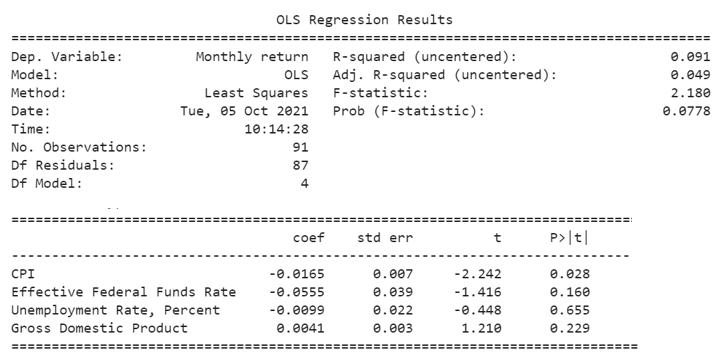 OLS Regression Results
Dep. Variable: Monthly return R-squared (uncentered): 0.091
Model: OLS Adj. R-squared (uncentered): 0.049
Method: Least Squares F-statistic: 2.180
Date: Tue, 05 Oct 2021 Prob (F-statistic): 0.0778
Time: 10:14:28
No. Observations: 91
Df Residuals: 87
Df Model: 4
coef std err t P>|t|
CPI -0.0165 0.007 -2.242 0.028
Effective Federal Funds Rate -0.0555 0.039 -1.416 0.160
Unemployment Rate, Percent -0.0099 0.022 -0.448 0.655
Gross Domestic Product 0.0041 0.003 1.210 0.229